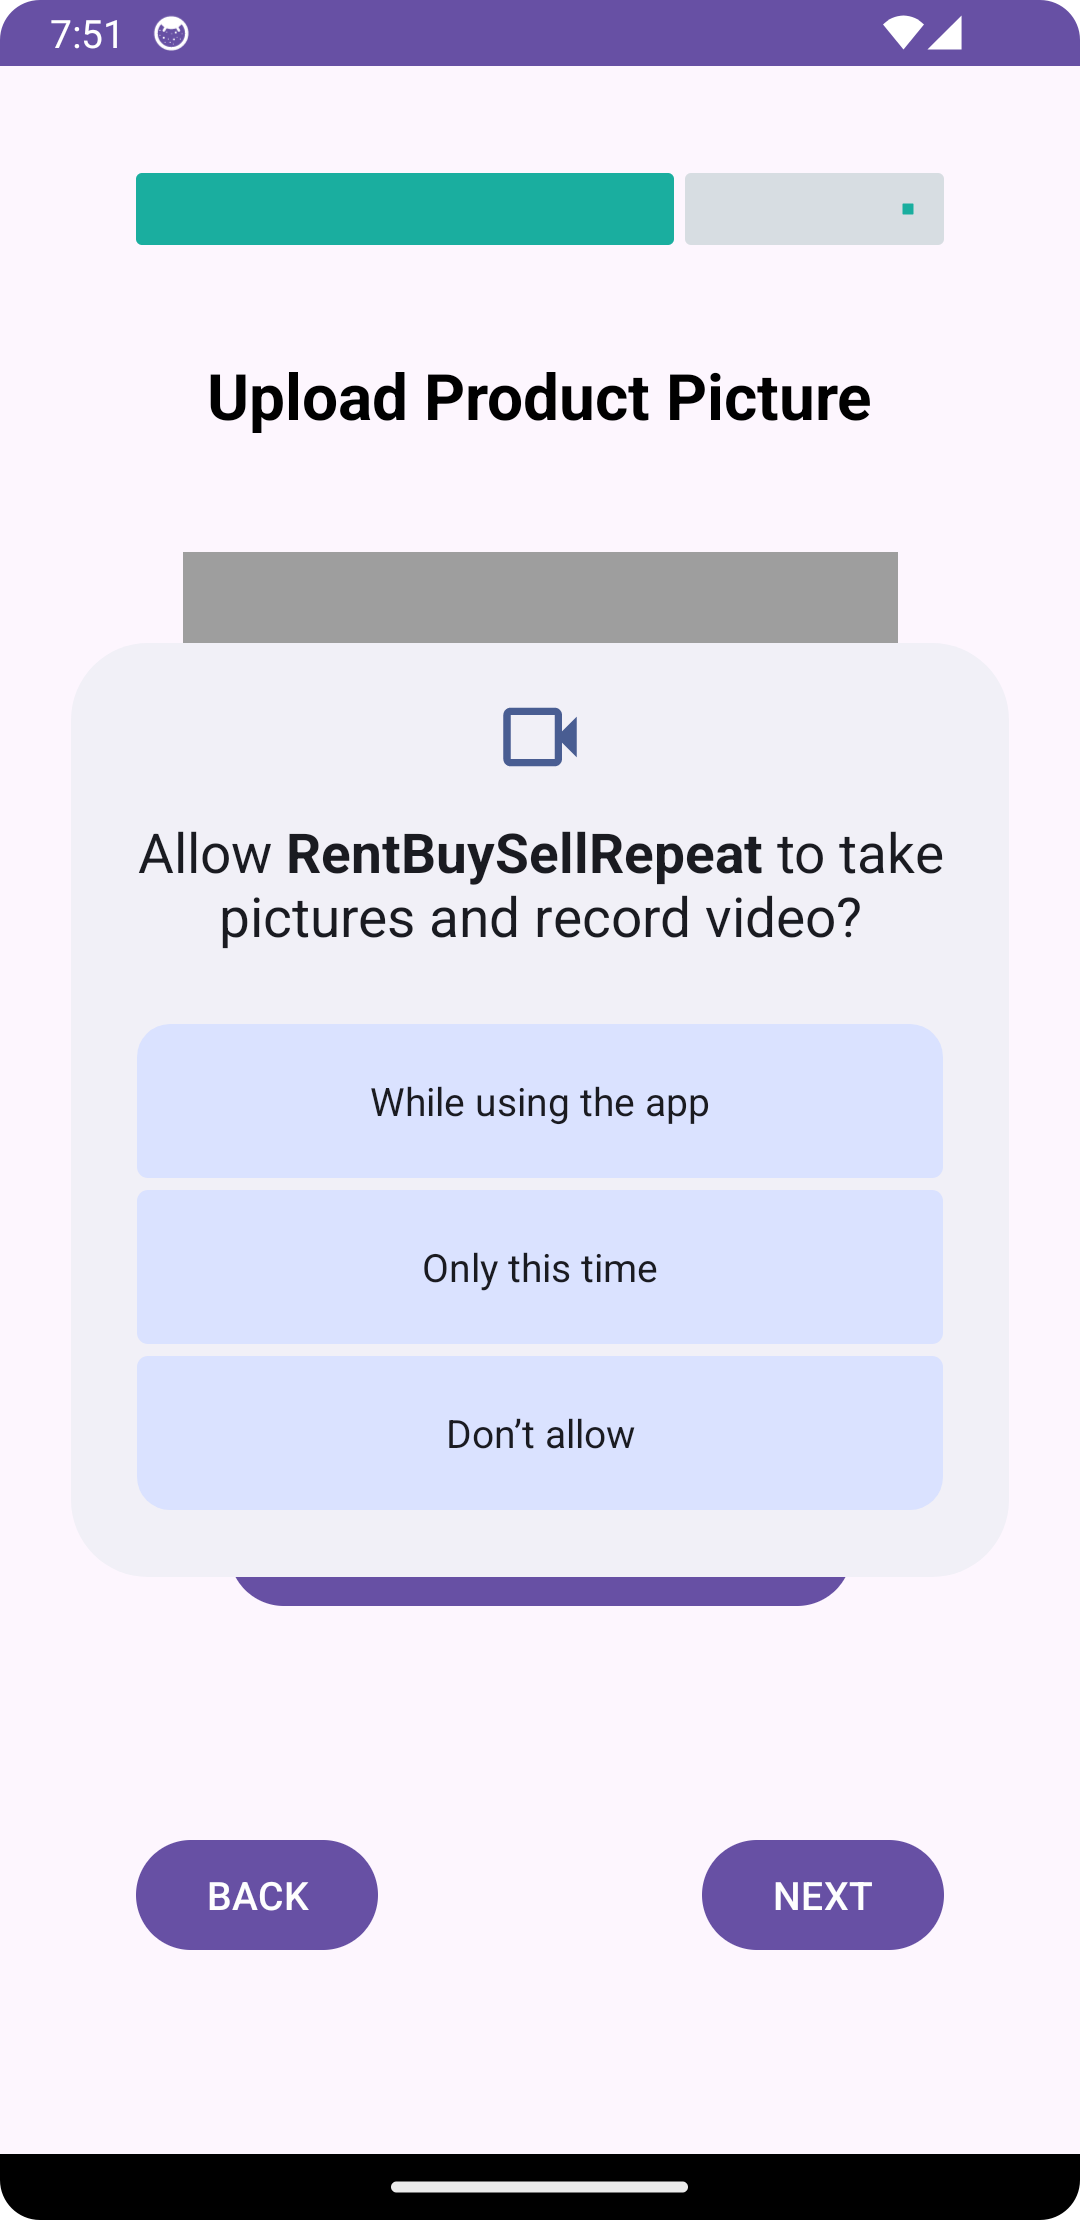 7:51
Upload Product Picture
Allow RentBuySellRepeat to take
pictures and record video?
While using the app
Only this time
Don’t allow
BACK
NEXT